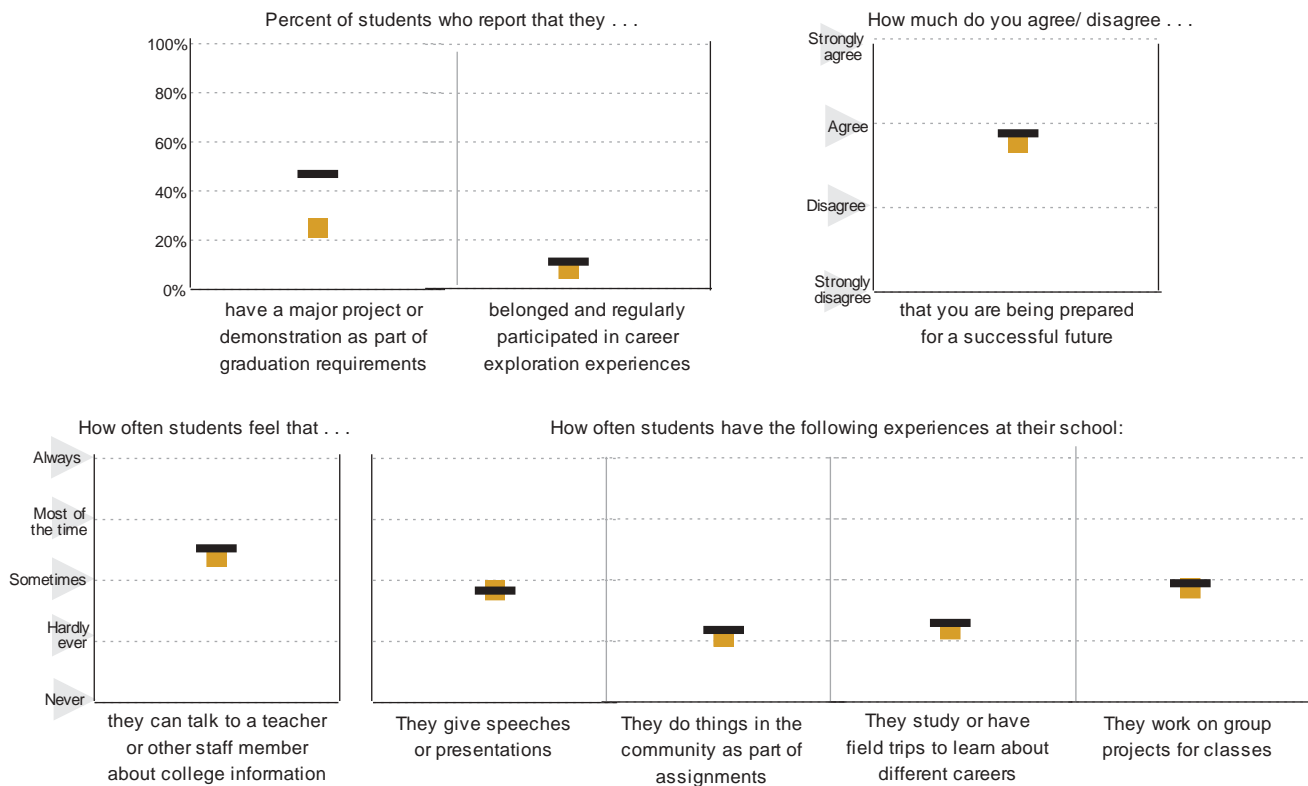 Percent of students who report that they . . .
100%
80%
60%
40%
20%
0%
have a major project or
demonstration as part of
graduation requirements
belonged and regularly
participated in career
exploration experiences
How much do you agree/ disagree . . .
Strongly
agree
Agree
Disagree
Strongly
disagree
that you are being prepared
for a successful future
How often students feel that . . .
Always
Most of
the time
Sometimes
Hardly
ever
Never
they can talk to a teacher
or other staff member
about college information
How often students have the following experiences at their school:
They give speeches
or presentations
They do things in the
community as part of
assignments
They study or have
field trips to learn about
different careers
They work on group
projects for classes